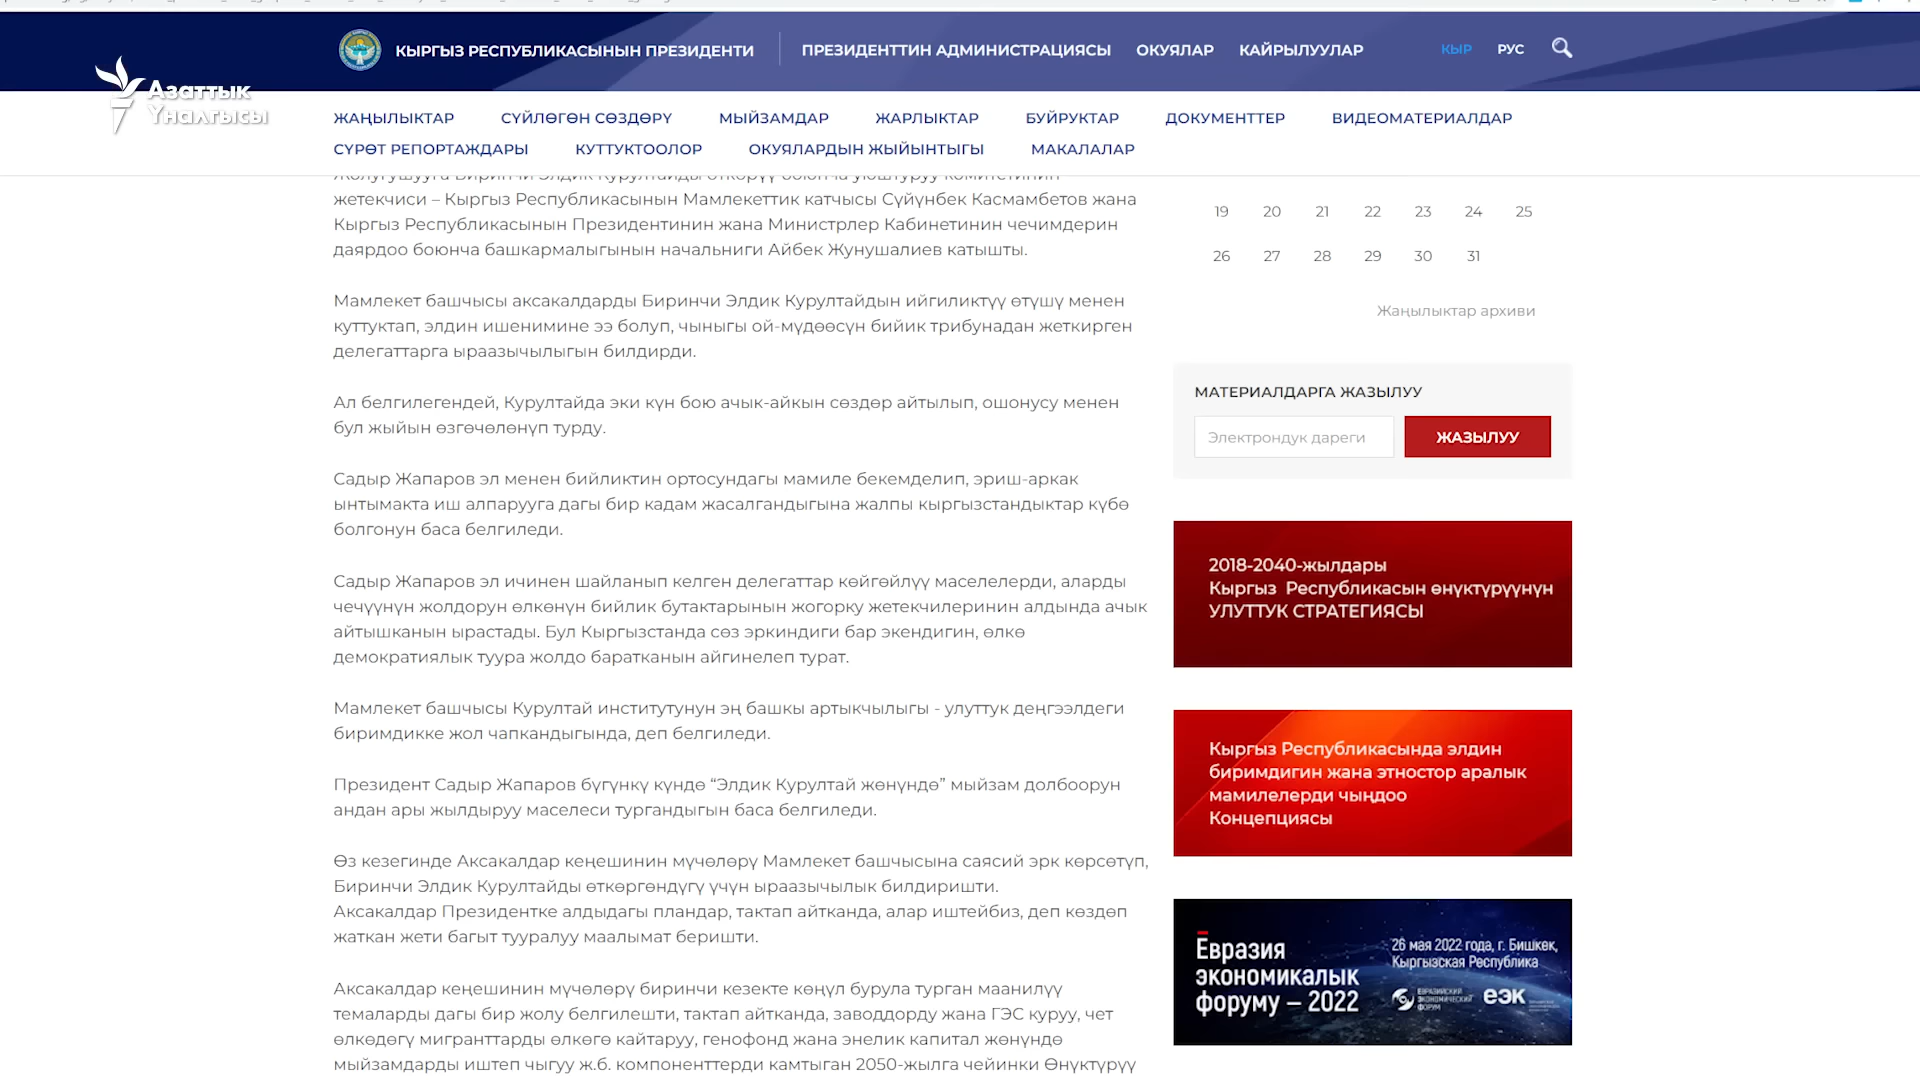 КЫРГЫЗ РЕСПУБЛИКАСЫНЫН ПРЕЗИДЕНТИ
ПРЕЗИДЕНТТИН АДМИНИСТРАЦИЯСЫ
ОКУЯЛАР
КАЙРЫЛУУЛАР
КЫР
РУС
Азаттык
Үналгысы
ЖАҢЫЛЫКТАР
СҮЙЛӨГӨН СӨЗДӨРҮ
МЫЙЗАМДАР
ЖАРЛЫКТАР
БУЙРУКТАР
ДОКУМЕНТТЕР
ВИДЕОМАТЕРИАЛДАР
СҮРӨТ РЕПОРТАЖДАРЫ
КУТТУКТООЛОР
ОКУЯЛАРДЫН ЖЫЙЫНТЫГЫ
МАКАЛАЛАР
Жолугушууга Биринчи Элдик Курултайды өткөрүү боюнча уюштуруу комитетинин
жетекчиси – Кыргыз Республикасынын Мамлекеттик катчысы Сүйүнбек Касмамбетов жана
Кыргыз Республикасынын Президентинин жана Министрлер Кабинетинин чечимдерин
даярдоо боюнча башкармалыгынын начальниги Айбек Жунушалиев катышты.
Мамлекет башчысы аксакалдарды Биринчи Элдик Курултайдын ийгиликтүү өтүшү менен
куттуктап, элдин ишенимине ээ болуп, чыныгы ой-мүдөөсүн бийик трибунадан жеткирген
делегаттарга ыраазычылыгын билдирди.
Ал белгилегендей, Курултайда эки күн бою ачык-айкын сөздөр айтылып, ошонусу менен
бул жыйын өзгөчөлөнүп турду.
Садыр Жапаров эл менен бийликтин ортосундагы мамиле бекемделип, эриш-аркак
ынтымакта иш алпарууга дагы бир кадам жасалгандыгына жалпы кыргызстандыктар күбө
болгонун баса белгиледи.
Садыр Жапаров эл ичинен шайланып келген делегаттар көйгөйлүү маселелерди, аларды
чечүүнүн жолдорун өлкөнүн бийлик бутактарынын жогорку жетекчилеринин алдында ачык
айтышканын ырастады. Бул Кыргызстанда сөз эркиндиги бар экендигин, өлкө
демократиялык туура жолдо баратканын айгинелеп турат.
Мамлекет башчысы Курултай институтунун эң башкы артыкчылыгы - улуттук деңгээлдеги
биримдикке жол чапкандыгында, деп белгиледи.
Президент Садыр Жапаров бүгүнкү күндө “Элдик Курултай жөнүндө” мыйзам долбоорун
андан ары жылдыруу маселеси тургандыгын баса белгиледи.
Өз кезегинде Аксакалдар кеңешинин мүчөлөрү Мамлекет башчысына саясий эрк көрсөтүп,
Биринчи Элдик Курултайды өткөргөндүгү үчүн ыраазычылык билдиришти.
Аксакалдар Президентке алдыдагы пландар, тактап айтканда, алар иштейбиз, деп көздөп
жаткан жети багыт тууралуу маалымат беришти.
Аксакалдар кеңешинин мүчөлөрү биринчи кезекте көңүл бурула турган маанилүү
темаларды дагы бир жолу белгилешти, тактап айтканда, заводдорду жана ГЭС куруу, чет
өлкөдөгү мигранттарды өлкөгө кайтаруу, генофонд жана энелик капитал жөнүндө
мыйзамдарды иштеп чыгуу ж.б. компоненттерди камтыган 2050-жылга чейинки Өнүктүрүү
19 20 21 22 23 24 25
26 27 28 29 30 31
Жаңылыктар архиви
МАТЕРИАЛДАРГА ЖАЗЫЛУУ
Электрондук дареги
ЖАЗЫЛУУ
2018-2040-жылдары
Кыргыз Республикасын өнүктүрүүнүн
УЛУТТУК СТРАТЕГИЯСЫ
Кыргыз Республикасында элдин
биримдигин жана этностор аралык
мамилелерди чыңдоо
Концепциясы
Евразия
экономикалык
форуму – 2022
26 мая 2022 года, г. Бишкек,
Кыргызская Республика
ЕВРАЗИЙСКИЙ
ЭКОНОМИЧЕСКИЙ
ФОРУМ
еэк